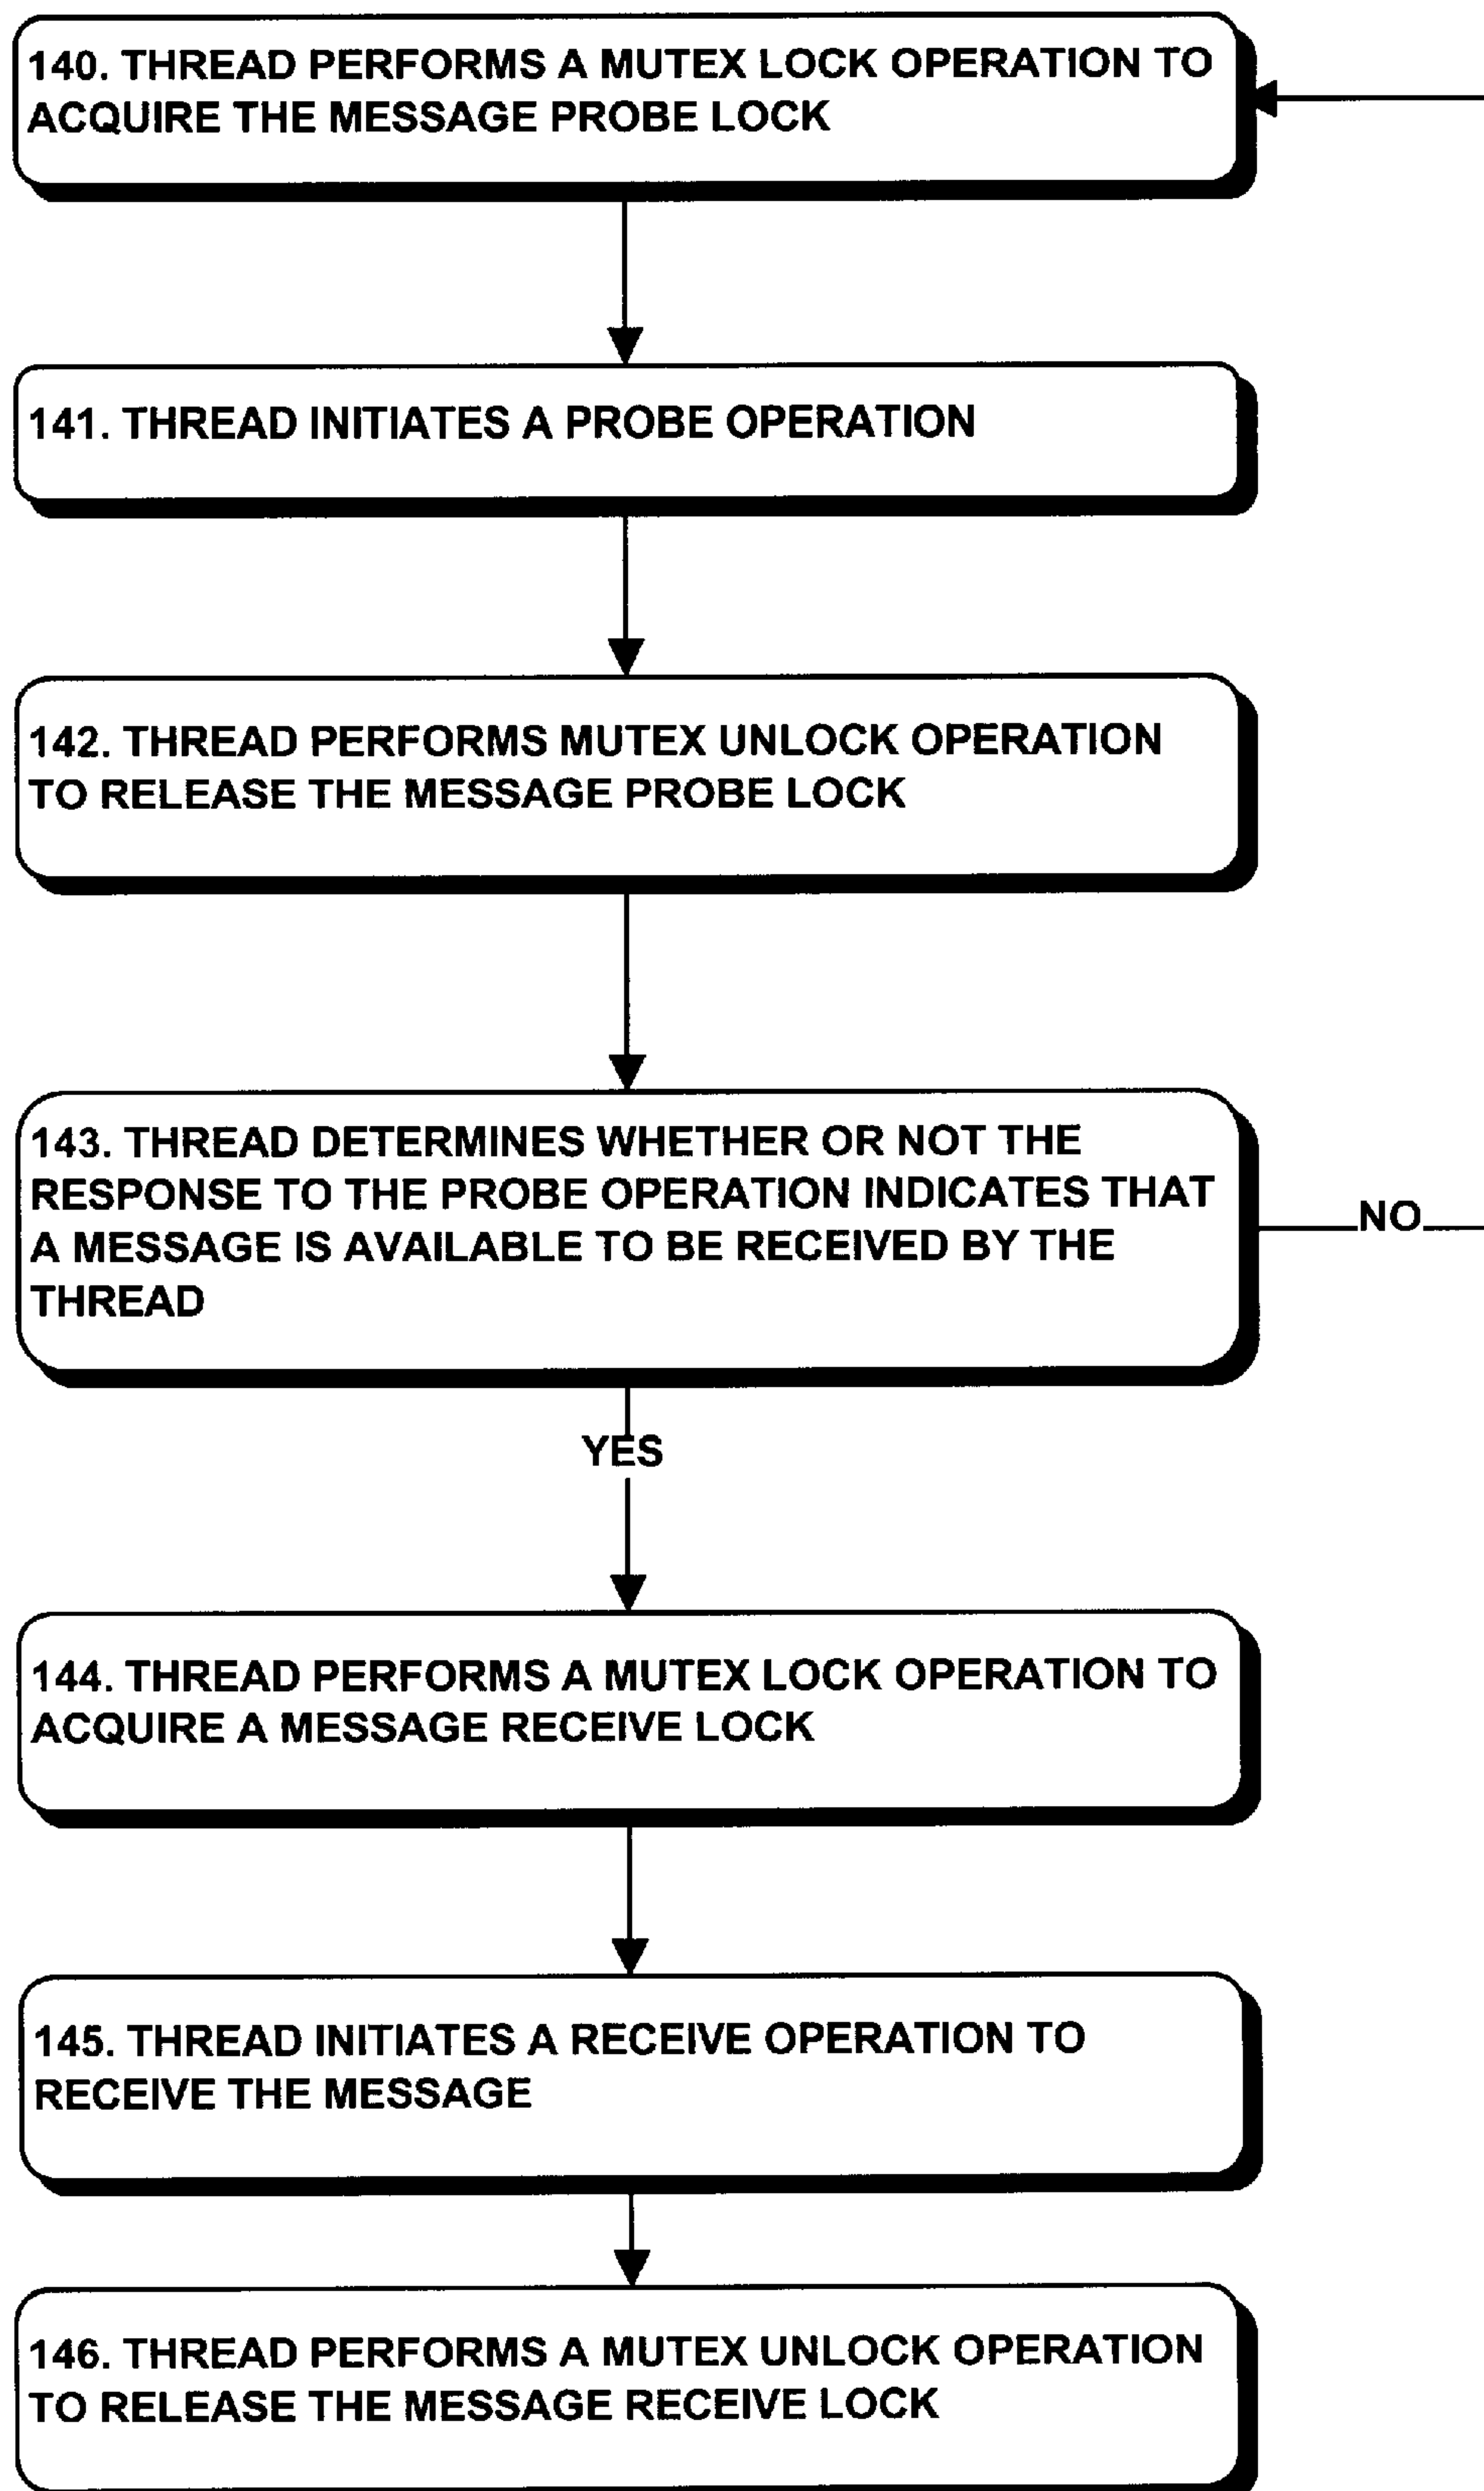 140. THREAD PERFORMS A MUTEX LOCK OPERATION TO
ACQUIRE THE MESSAGE PROBE LOCK
141. THREAD INITIATES A PROBE OPERATION
142. THREAD PERFORMS MUTEX UNLOCK OPERATION
TO RELEASE THE MESSAGE PROBE LOCK
143. THREAD DETERMINES WHETHER OR NOT THE
RESPONSE TO THE PROBE OPERATION INDICATES THAT
A MESSAGE IS AVAILABLE TO BE RECEIVED BY THE
THREAD
NO
YES
144. THREAD PERFORMS A MUTEX LOCK OPERATION TO
ACQUIRE A MESSAGE RECEIVE LOCK
145. THREAD INITIATES A RECEIVE OPERATION TO
RECEIVE THE MESSAGE
146. THREAD PERFORMS A MUTEX UNLOCK OPERATION
TO RELEASE THE MESSAGE RECEIVE LOCK